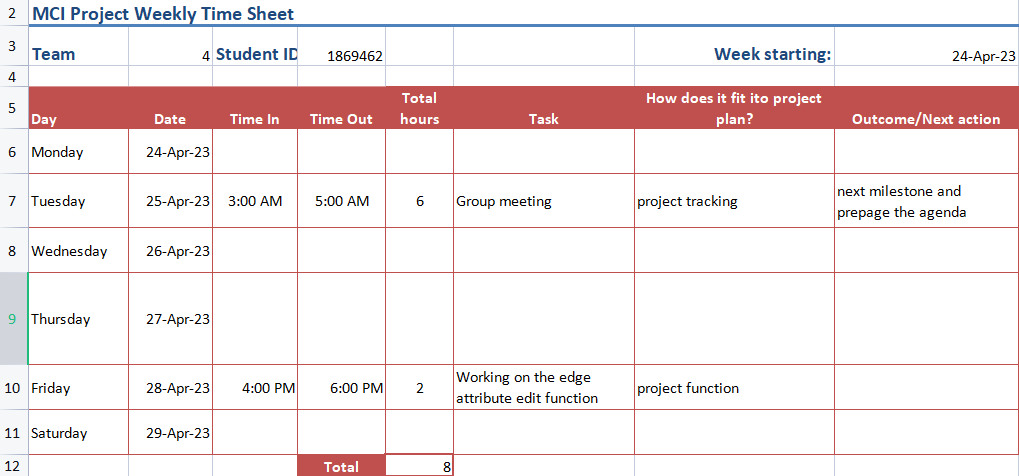 2 MCI Project Weekly Time Sheet
3 Team 4 Student ID 1869462 Week starting: 24-Apr-23
4
5 Day Date Time In Time Out Total hours Task How does it fit ito project plan? Outcome/Next action
6 Monday 24-Apr-23
7 Tuesday 25-Apr-23 3:00 AM 5:00 AM 6 Group meeting project tracking next milestone and prepage the agenda
8 Wednesday 26-Apr-23
9 Thursday 27-Apr-23
10 Friday 28-Apr-23 4:00 PM 6:00 PM 2 Working on the edge attribute edit function project function
11 Saturday 29-Apr-23
12 Total 8